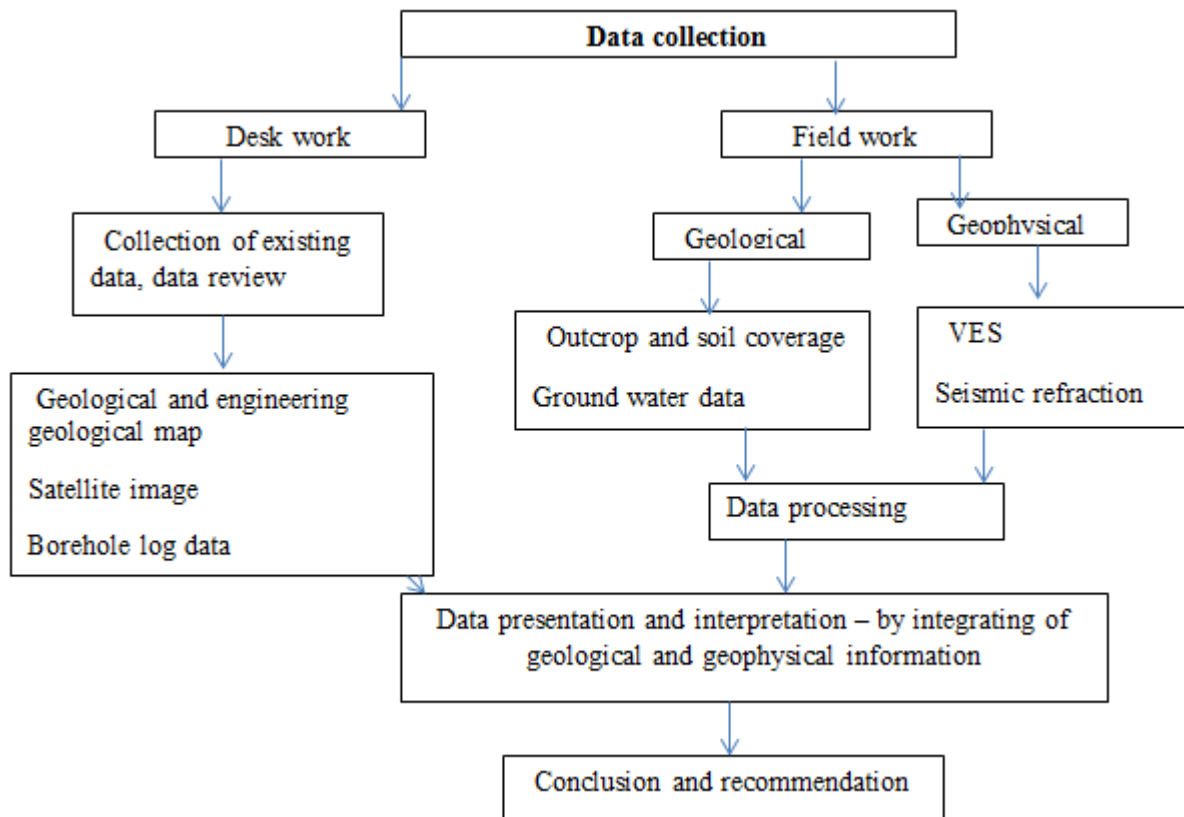 Data collection
Desk work
Field work
Collection of existing
data, data review
Geological
Geophysical
Outcrop and soil coverage
Ground water data
VES
Seismic refraction
Geological and engineering
geological map
Satellite image
Borehole log data
Data processing
Data presentation and interpretation – by integrating of
geological and geophysical information
Conclusion and recommendation